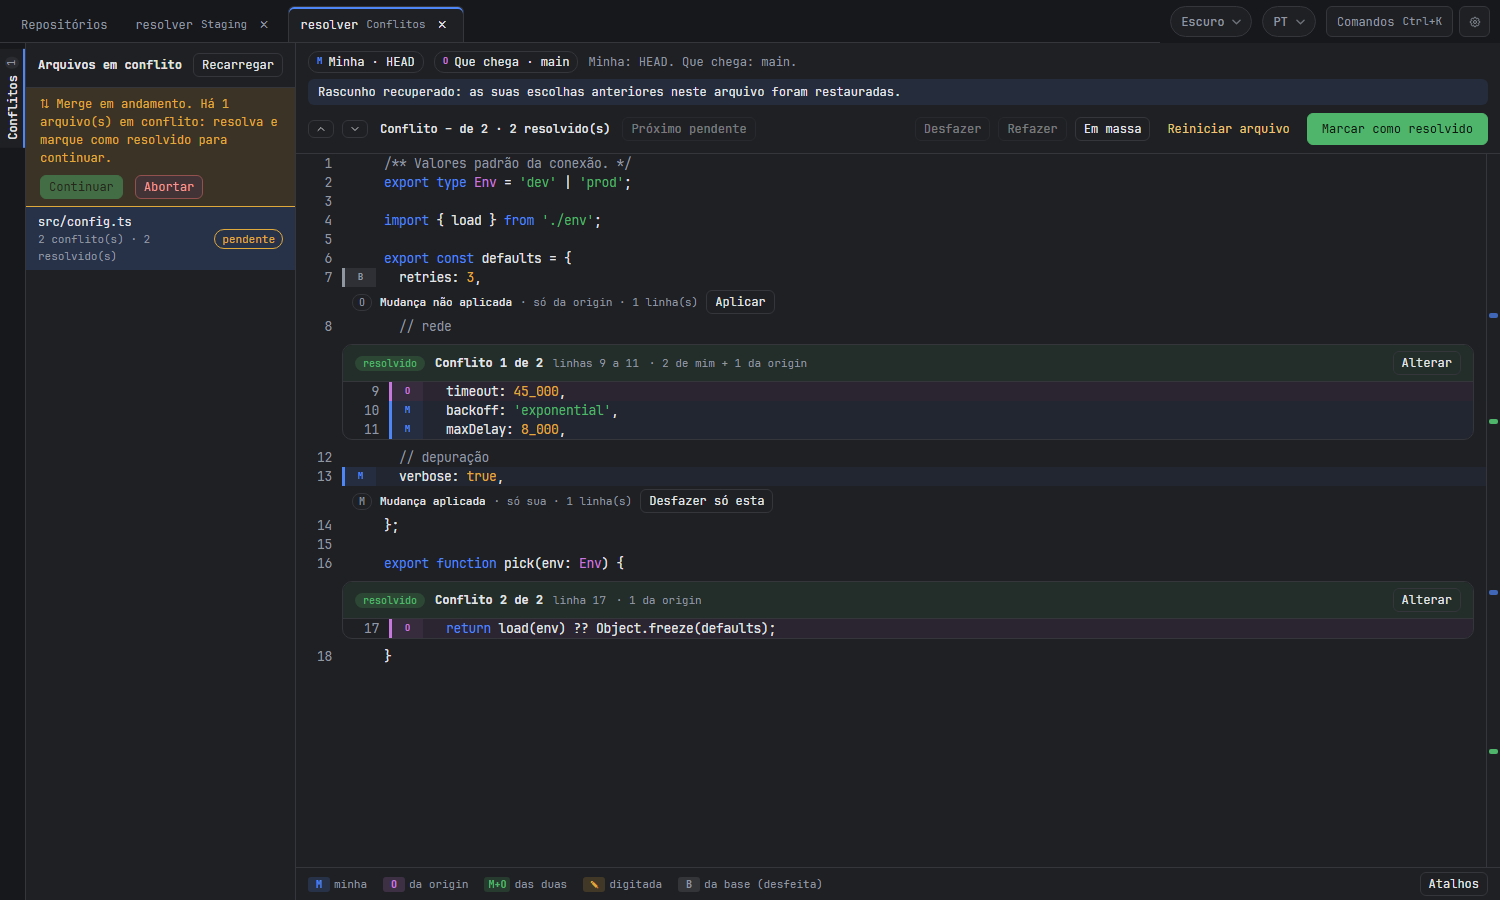 Repositórios
resolver Staging ×
resolver Conflitos ×
Escuro
PT
Comandos Ctrl+K
Conflitos 1
Arquivos em conflito
Recarregar
⇅ Merge em andamento. Há 1
arquivo(s) em conflito: resolva e
marque como resolvido para
continuar.
Continuar
Abortar
src/config.ts
2 conflito(s) · 2
resolvido(s)
pendente
M Minha · HEAD
O Que chega · main
Minha: HEAD. Que chega: main.
Rascunho recuperado: as suas escolhas anteriores neste arquivo foram restauradas.
Conflito – de 2 · 2 resolvido(s)
Próximo pendente
Desfazer
Refazer
Em massa
Reiniciar arquivo
Marcar como resolvido
1 /** Valores padrão da conexão. */
2 export type Env = 'dev' | 'prod';
3
4 import { load } from './env';
5
6 export const defaults = {
7 B retries: 3,
O Mudança não aplicada · só da origin · 1 linha(s) Aplicar
8 // rede
resolvido Conflito 1 de 2 linhas 9 a 11 · 2 de mim + 1 da origin Alterar
9 O timeout: 45_000,
10 M backoff: 'exponential',
11 M maxDelay: 8_000,
12 // depuração
13 M verbose: true,
M Mudança aplicada · só sua · 1 linha(s) Desfazer só esta
14 };
15
16 export function pick(env: Env) {
resolvido Conflito 2 de 2 linha 17 · 1 da origin Alterar
17 O return load(env) ?? Object.freeze(defaults);
18 }
M minha
O da origin
M+O das duas
✎ digitada
B da base (desfeita)
Atalhos